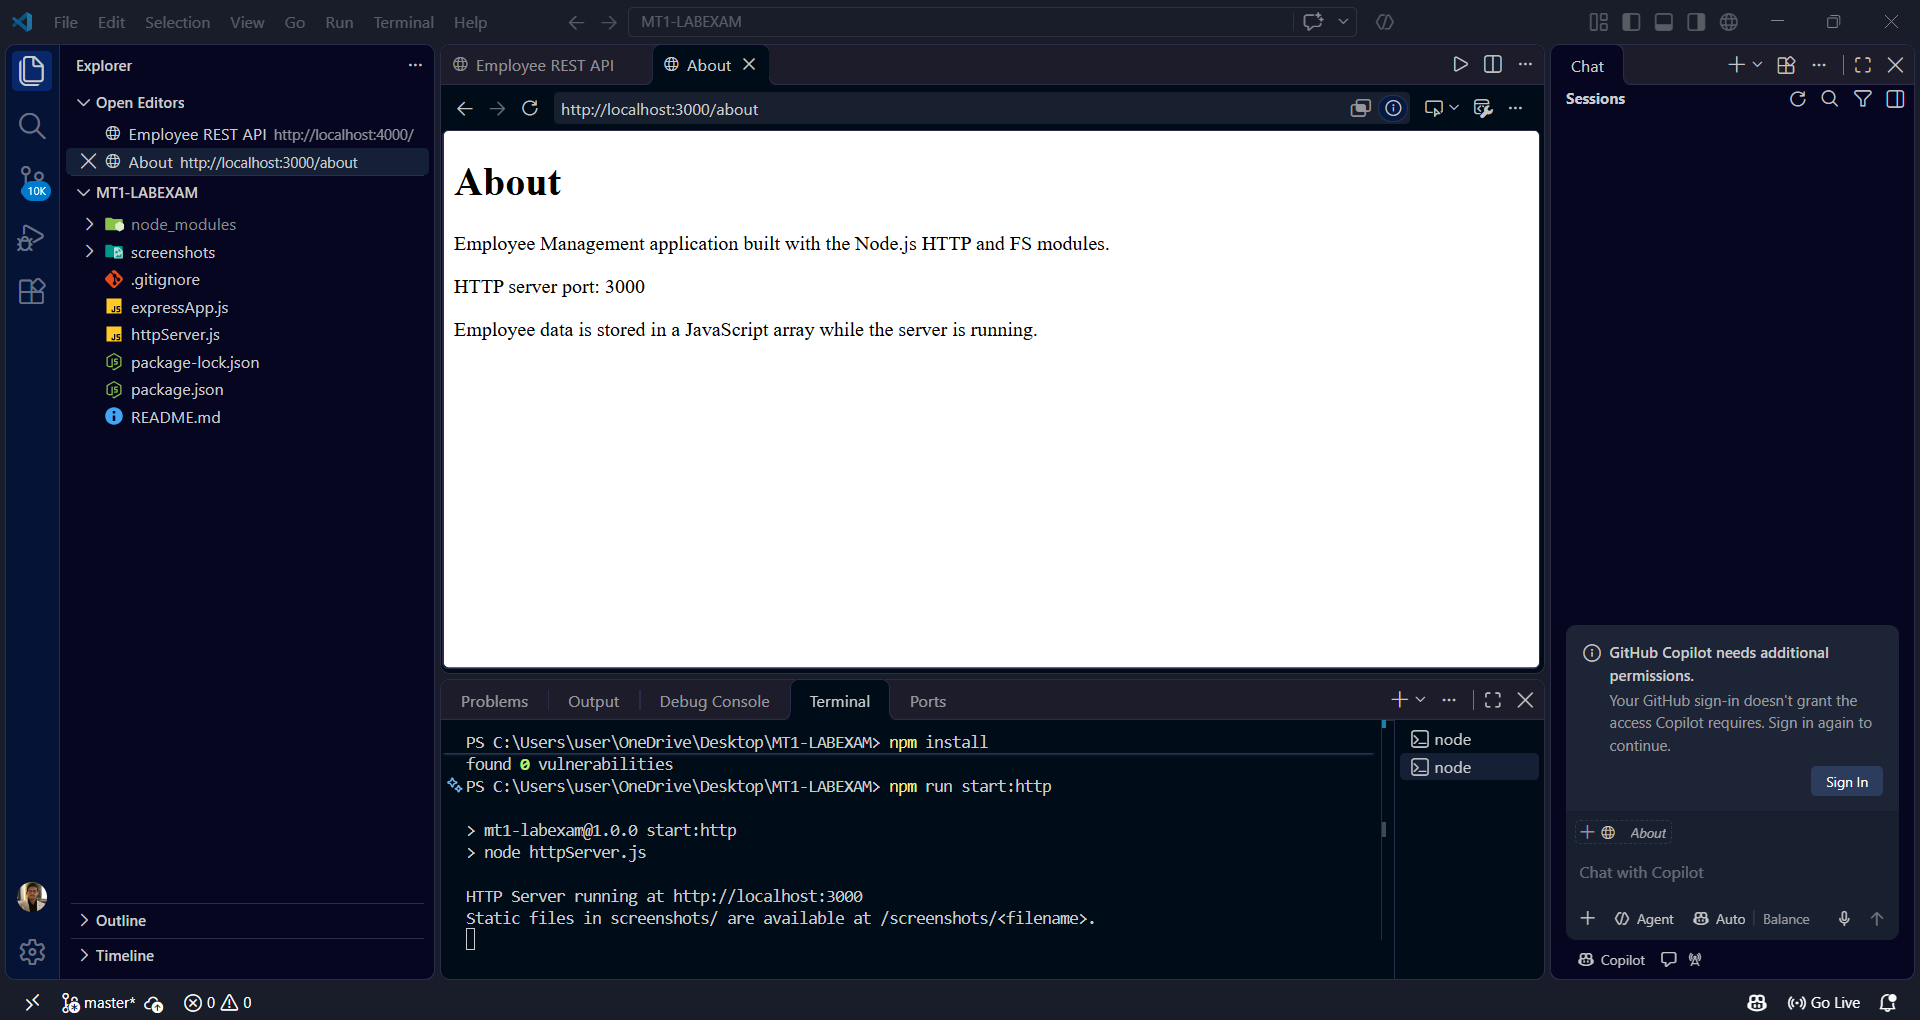 File Edit Selection View Go Run Terminal Help
MT1-LABEXAM
Explorer
Open Editors
Employee REST API http://localhost:4000/
About http://localhost:3000/about
MT1-LABEXAM
node_modules
screenshots
.gitignore
expressApp.js
httpServer.js
package-lock.json
package.json
README.md
10K
Outline
Timeline
Employee REST API
About
http://localhost:3000/about
About
Employee Management application built with the Node.js HTTP and FS modules.
HTTP server port: 3000
Employee data is stored in a JavaScript array while the server is running.
Problems Output Debug Console Terminal Ports
PS C:\Users\user\OneDrive\Desktop\MT1-LABEXAM> npm install
found 0 vulnerabilities
PS C:\Users\user\OneDrive\Desktop\MT1-LABEXAM> npm run start:http
> mt1-labexam@1.0.0 start:http
> node httpServer.js
HTTP Server running at http://localhost:3000
Static files in screenshots/ are available at /screenshots/<filename>.
node
node
Chat
Sessions
GitHub Copilot needs additional
permissions.
Your GitHub sign-in doesn't grant the
access Copilot requires. Sign in again to
continue.
Sign In
About
Chat with Copilot
Agent Auto Balance
Copilot
master* 0 0
Go Live